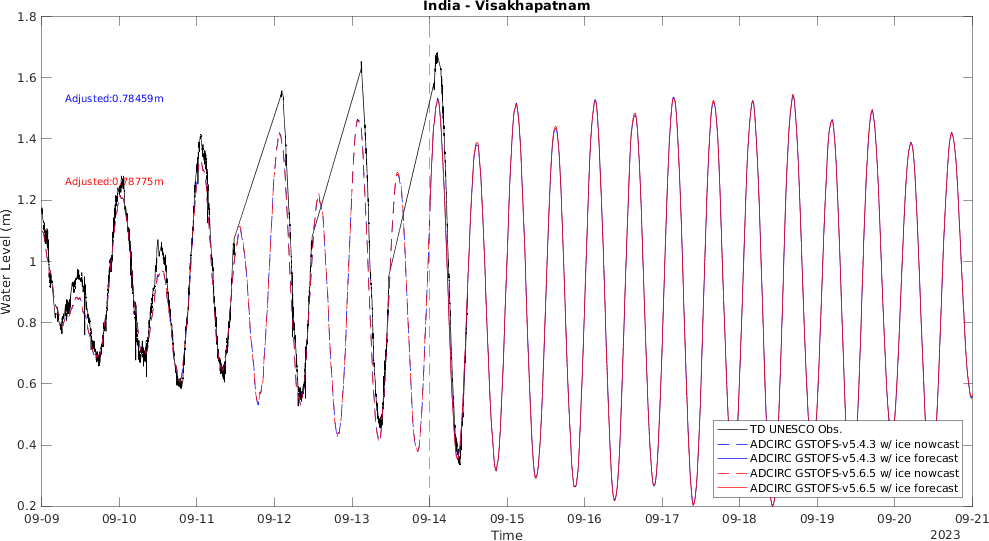 India - Visakhapatnam
1.8
1.6
1.4
1.2
1
0.8
0.6
0.4
0.2
Water Level (m)
Adjusted:0.78459m
Adjusted:0.78775m
TD UNESCO Obs.
ADCIRC GSTOFS-v5.4.3 w/ ice nowcast
ADCIRC GSTOFS-v5.4.3 w/ ice forecast
ADCIRC GSTOFS-v5.6.5 w/ ice nowcast
ADCIRC GSTOFS-v5.6.5 w/ ice forecast
09-09 09-10 09-11 09-12 09-13 09-14 09-15 09-16 09-17 09-18 09-19 09-20 09-21
Time
2023